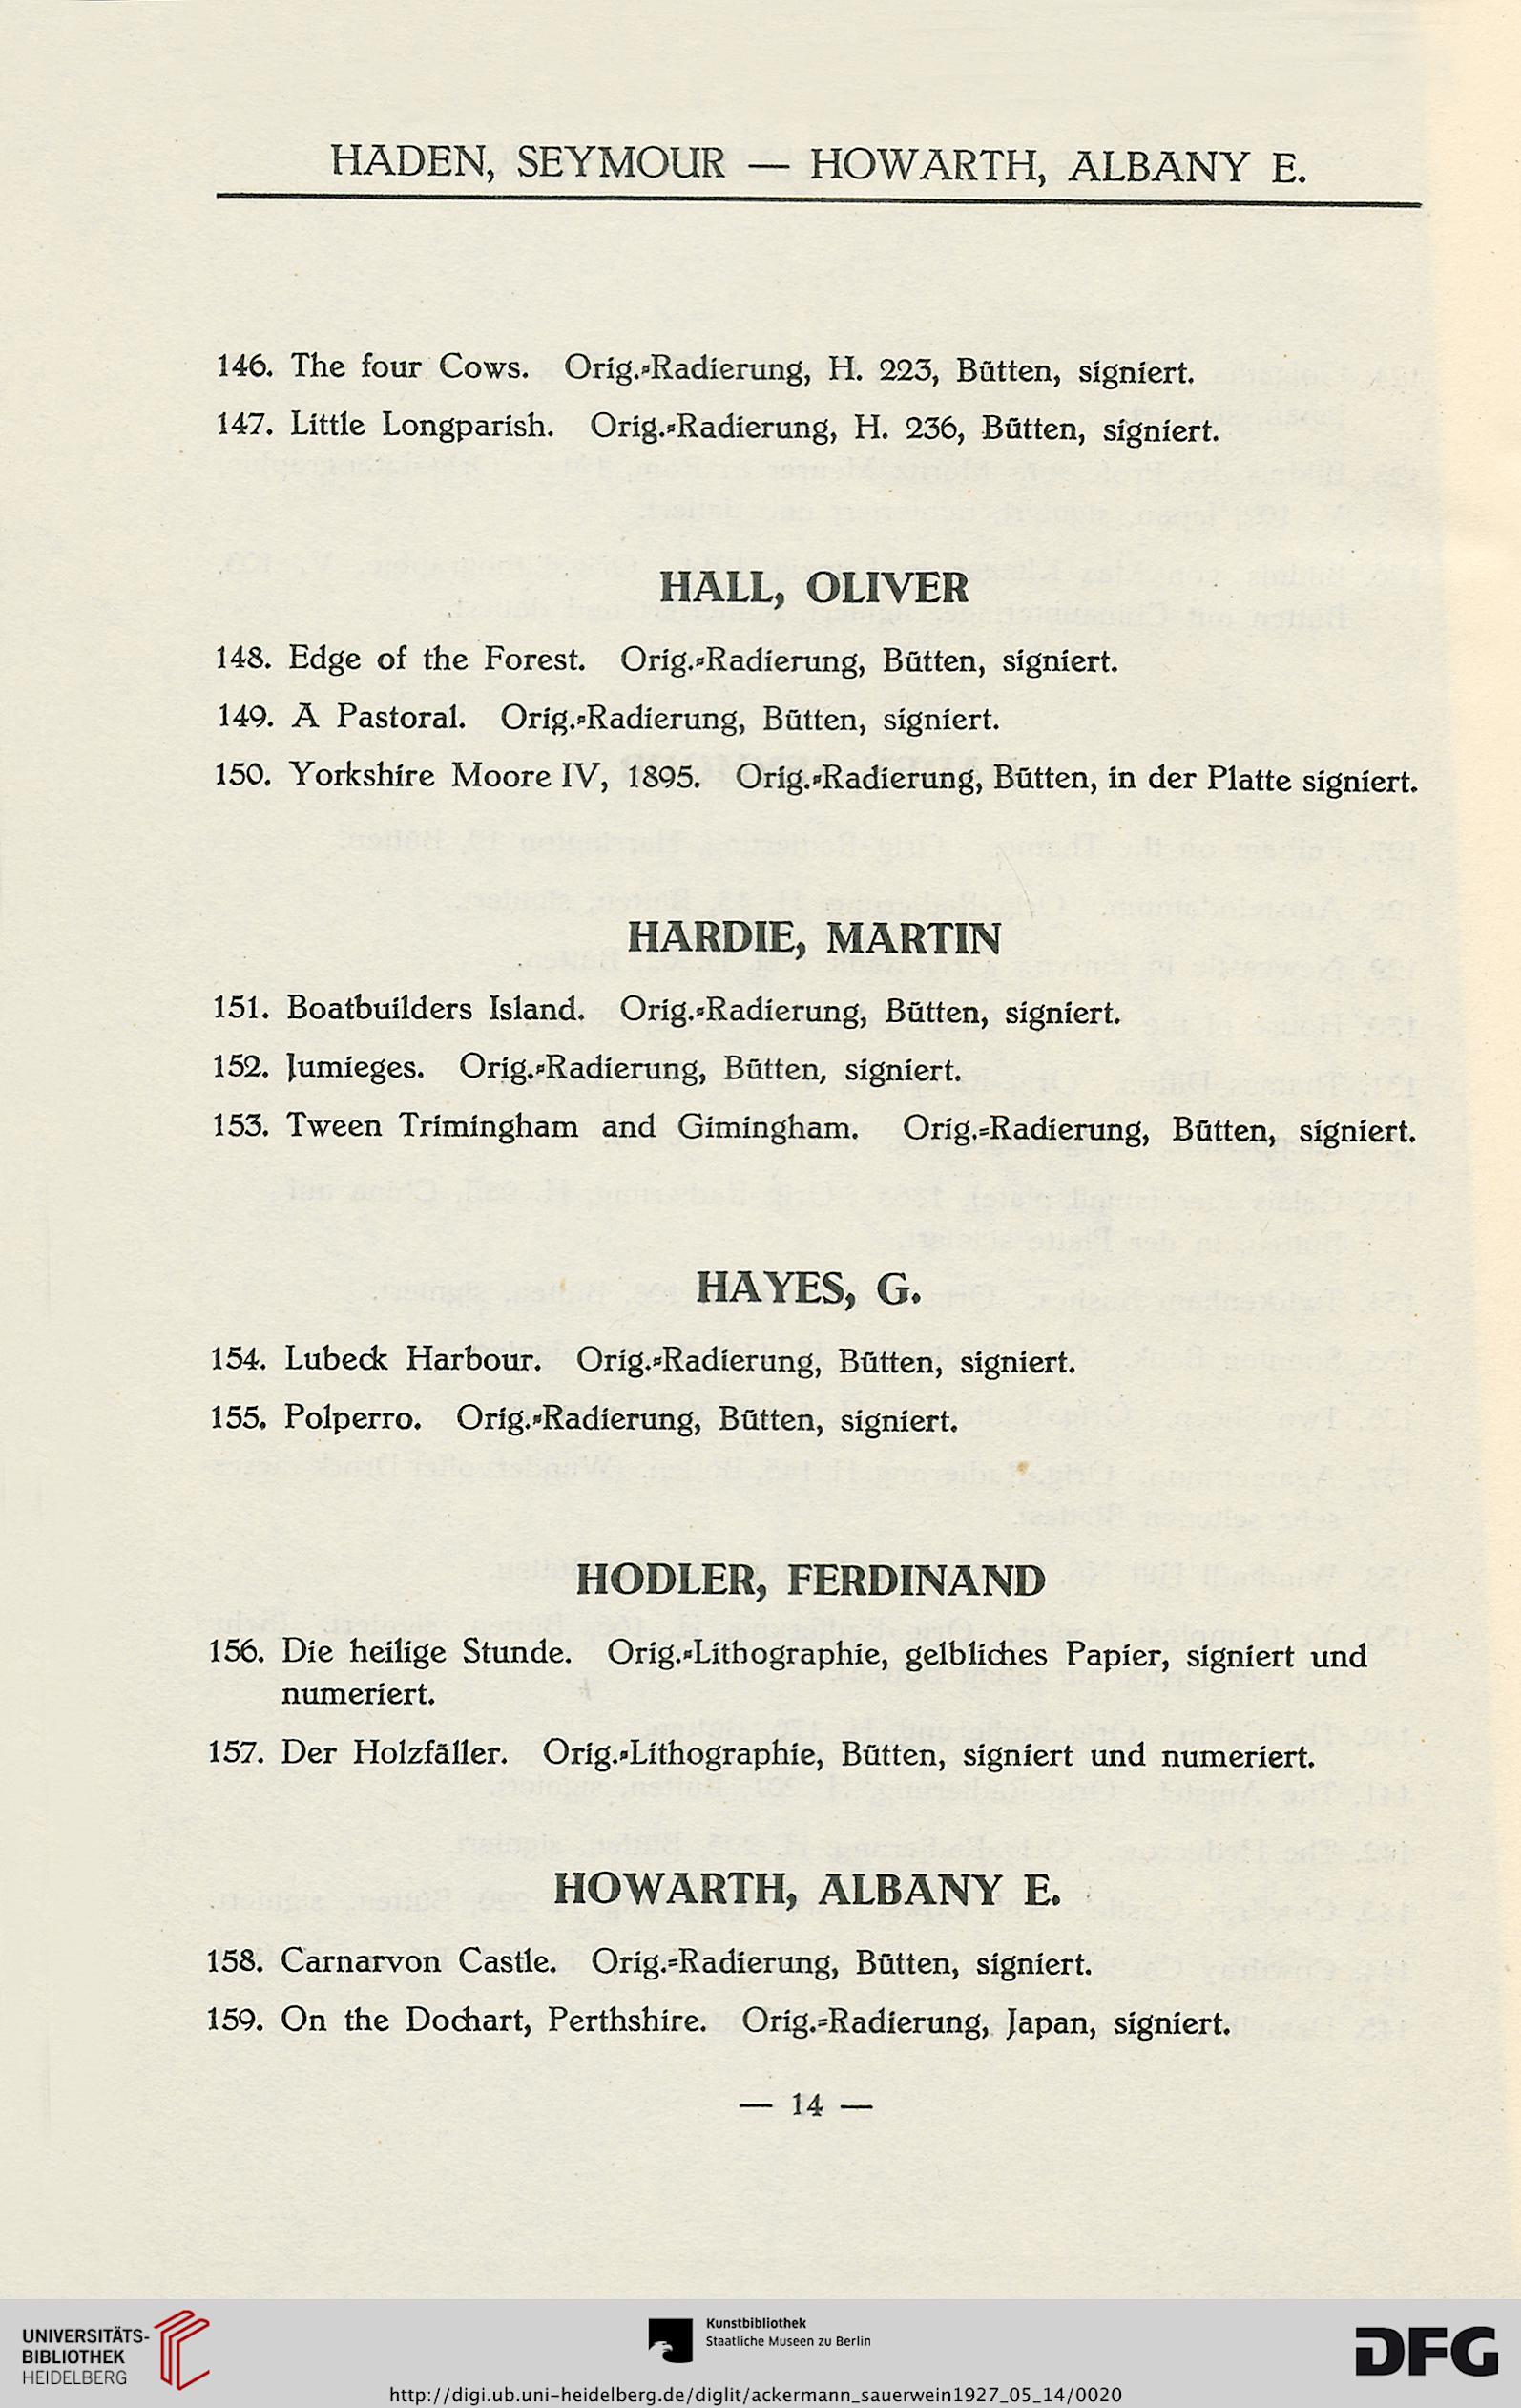 HADEN, SEYMOUR — HOWARTH, ALBANY E.
146. The four Cows. Orig.=Radierung, H. 223, Bütten, signiert.
147. Little Longparish. Orig.=Radierung, H. 236, Bütten, signiert.
HALL, OLIVER
148. Edge of the Forest. Orig.=Radierung, Bütten, signiert.
149. A Pastoral. Orig.=Radierung, Bütten, signiert.
150. Yorkshire Moore IV, 1895. Orig.=Radierung, Bütten, in der Platte signiert.
HARDIE, MARTIN
151. Boatbuilders Island. Orig.=Radierung, Bütten, signiert.
152. Jumieges. Orig.=Radierung, Bütten, signiert.
153. Tween Trimingham and Gimingham. Orig.=Radierung, Bütten, signiert.
HAYES, G.
154. Lubeck Harbour. Orig.=Radierung, Bütten, signiert.
155. Polperro. Orig.=Radierung, Bütten, signiert.
HODLER, FERDINAND
156. Die heilige Stunde. Orig.=Lithographie, gelbliches Papier, signiert und
numeriert.
157. Der Holzfäller. Orig.=Lithographie, Bütten, signiert und numeriert.
HOWARTH, ALBANY E.
158. Carnarvon Castle. Orig.=Radierung, Bütten, signiert.
159. On the Dochart, Perthshire. Orig.=Radierung, Japan, signiert.
— 14 —
UNIVERSITÄTS-
BIBLIOTHEK
HEIDELBERG
Kunstbibliothek
Staatliche Museen zu Berlin
DFG
http://digi.ub.uni-heidelberg.de/diglit/ackermann_sauerwein1927_05_14/0020